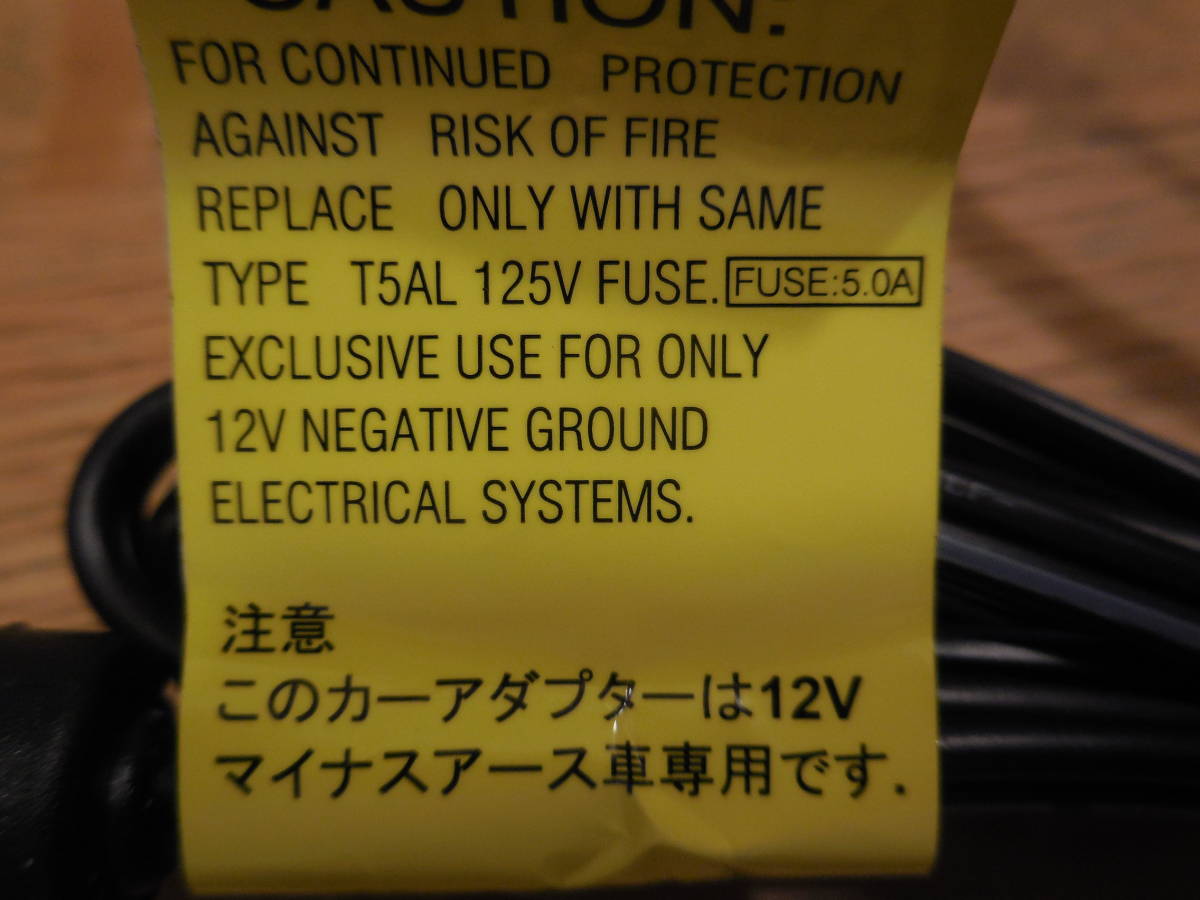 CAUTION:
FOR CONTINUED PROTECTION
AGAINST RISK OF FIRE
REPLACE ONLY WITH SAME
TYPE T5AL 125V FUSE. FUSE:5.0A
EXCLUSIVE USE FOR ONLY
12V NEGATIVE GROUND
ELECTRICAL SYSTEMS.
注意
このカーアダプターは12V
マイナスアース車専用です.